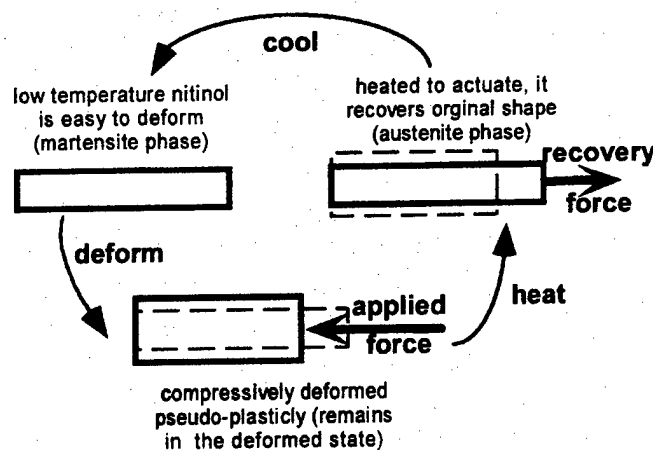 cool
low temperature nitinol
is easy to deform
(martensite phase)
heated to actuate, it
recovers orginal shape
(austenite phase)
recovery
force
deform
applied
force
heat
compressively deformed
pseudo-plasticly (remains
in the deformed state)